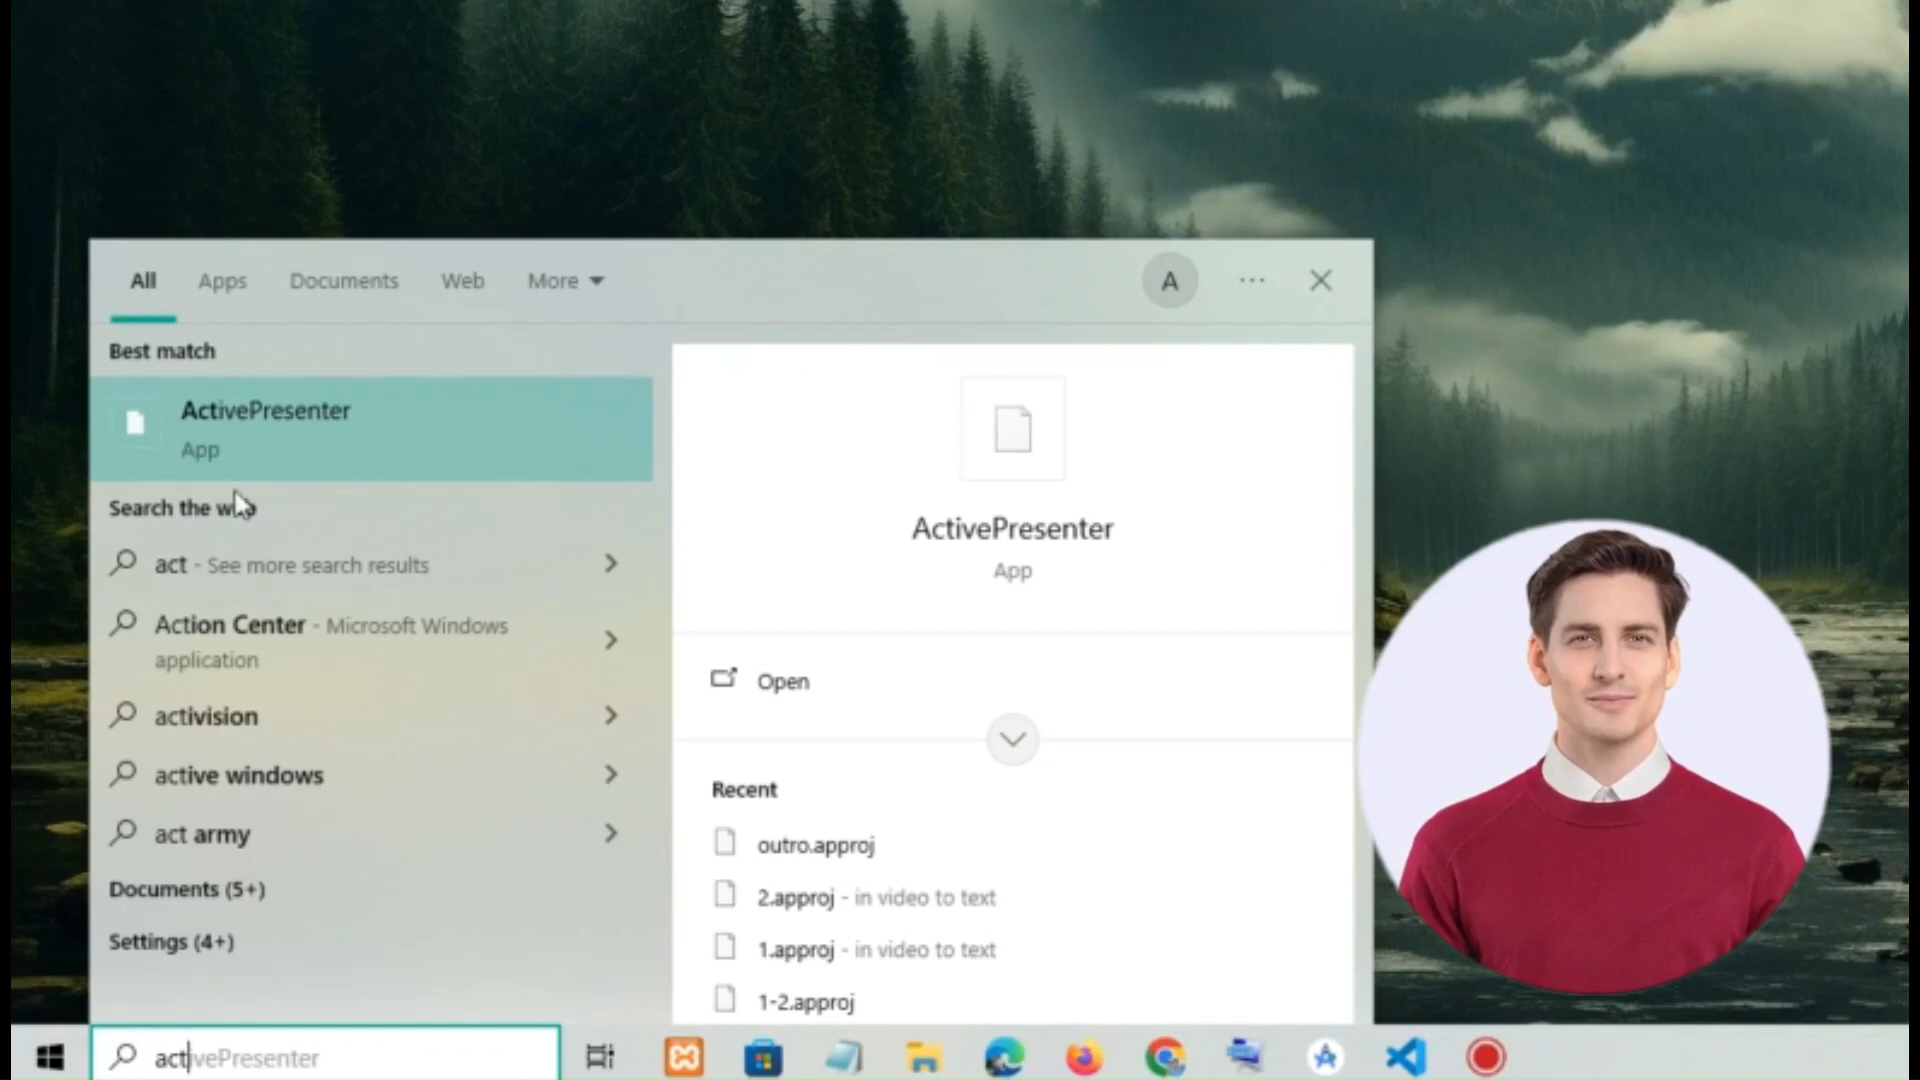 All Apps Documents Web More A
Best match
ActivePresenter
App
Search the web
act - See more search results
Action Center - Microsoft Windows
application
activision
active windows
act army
Documents (5+)
Settings (4+)
ActivePresenter
App
Open
Recent
outro.approj
2.approj - in video to text
1.approj - in video to text
1-2.approj
activePresenter